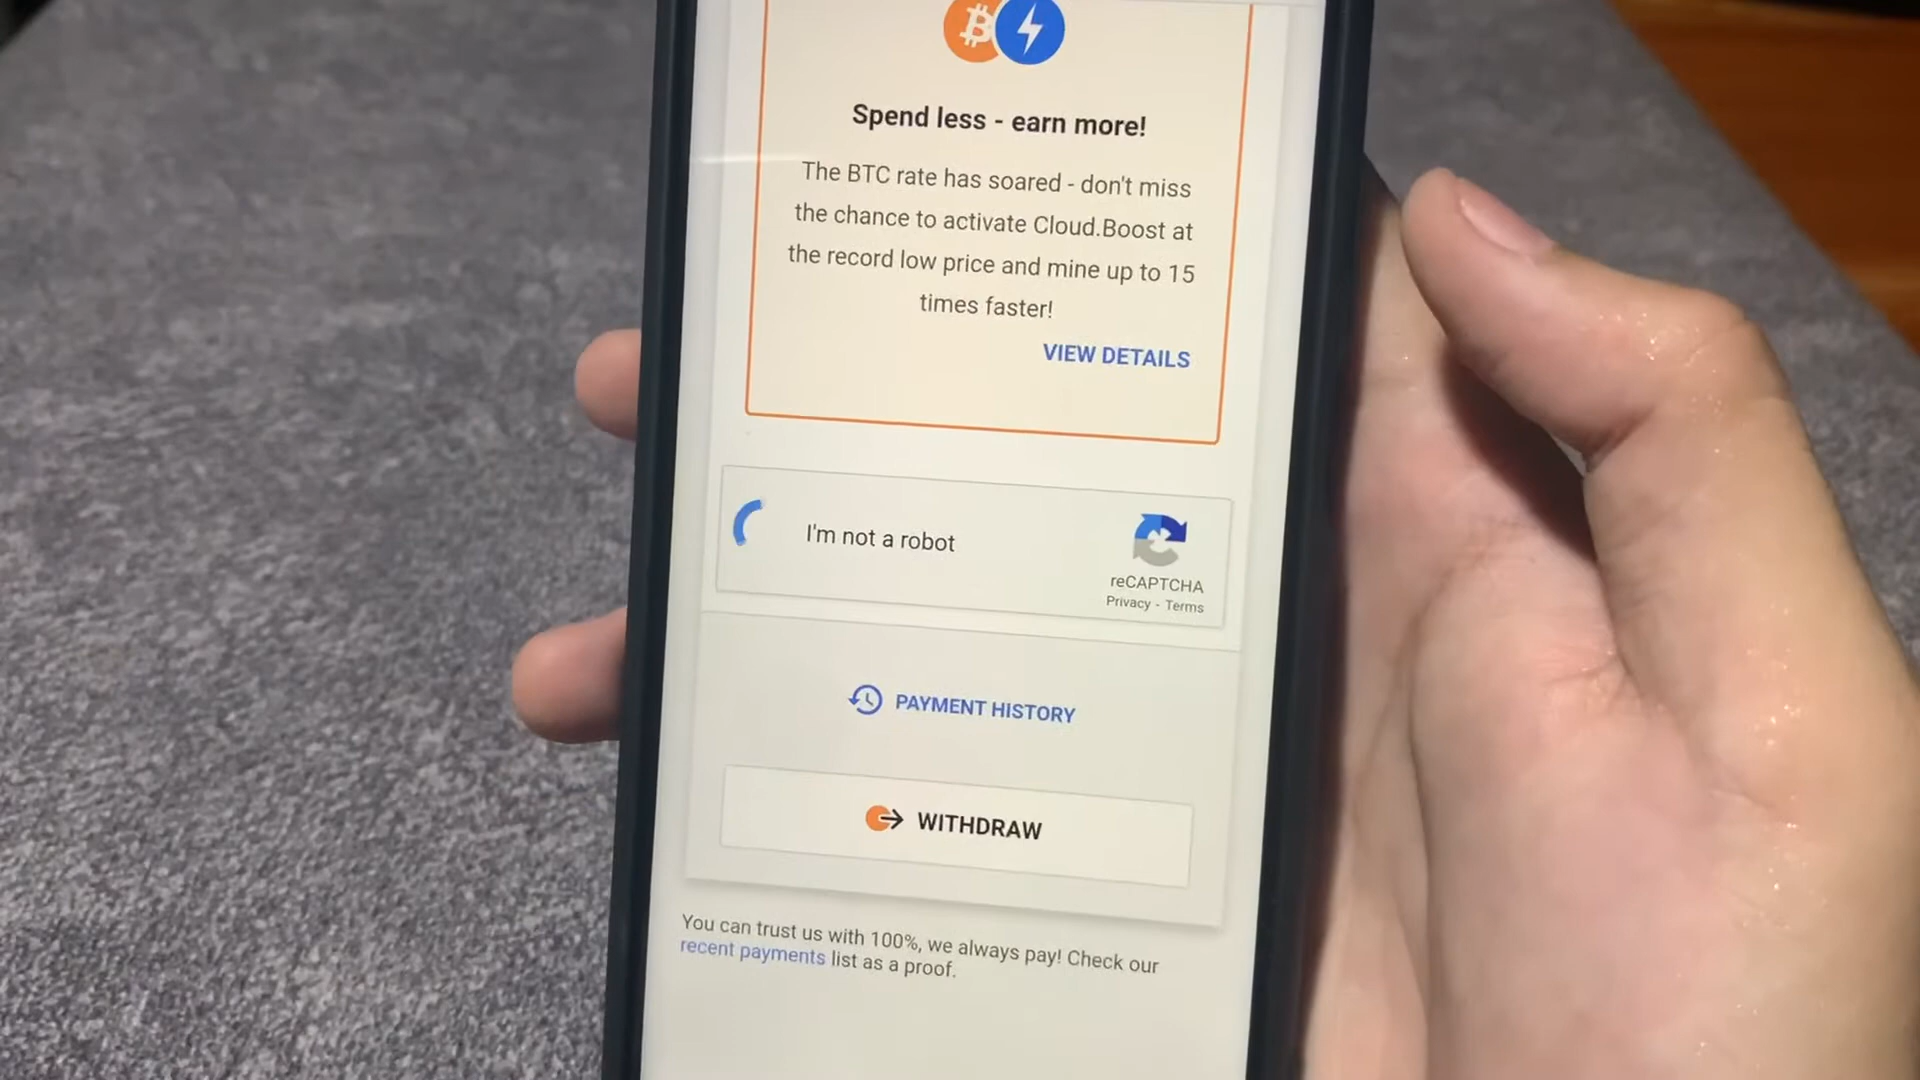 Spend less - earn more!
The BTC rate has soared - don't miss
the chance to activate Cloud.Boost at
the record low price and mine up to 15
times faster!
VIEW DETAILS
I'm not a robot
reCAPTCHA
Privacy - Terms
PAYMENT HISTORY
WITHDRAW
You can trust us with 100%, we always pay! Check our
recent payments list as a proof.